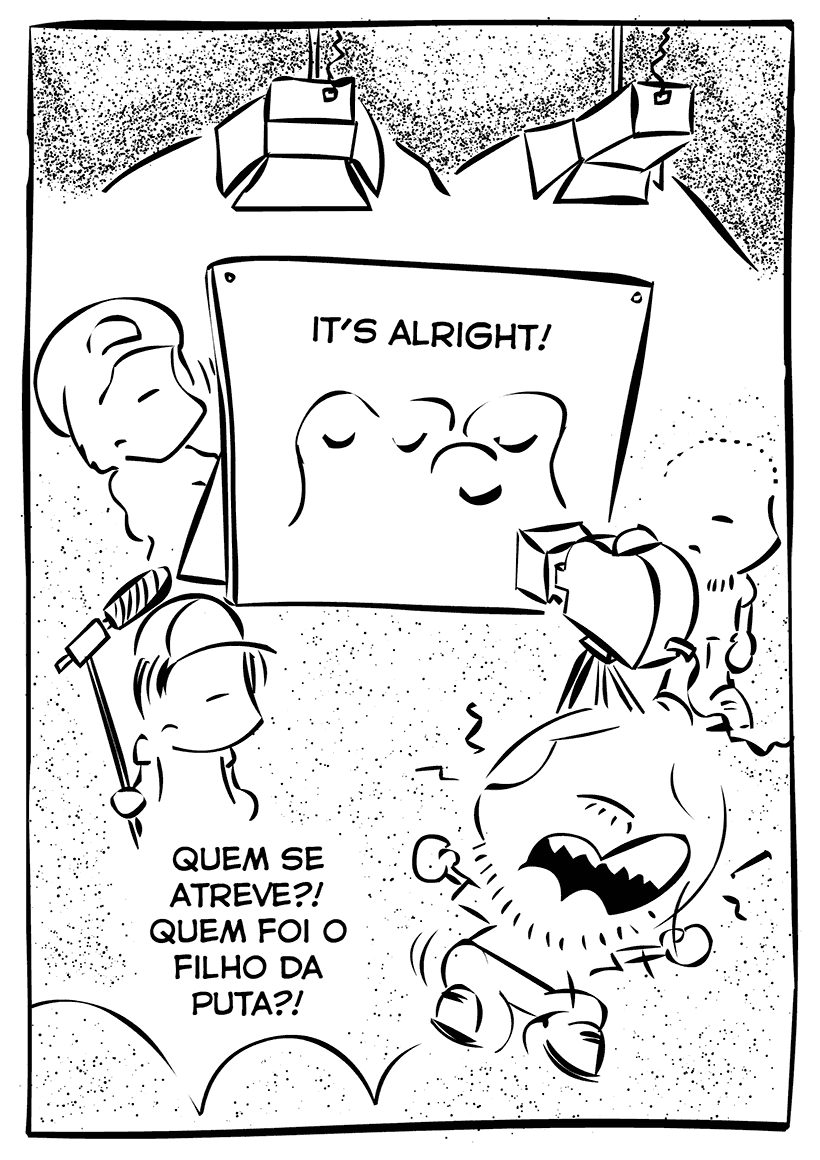 IT'S ALRIGHT!
QUEM SE
ATREVE?!
QUEM FOI O
FILHO DA
PUTA?!